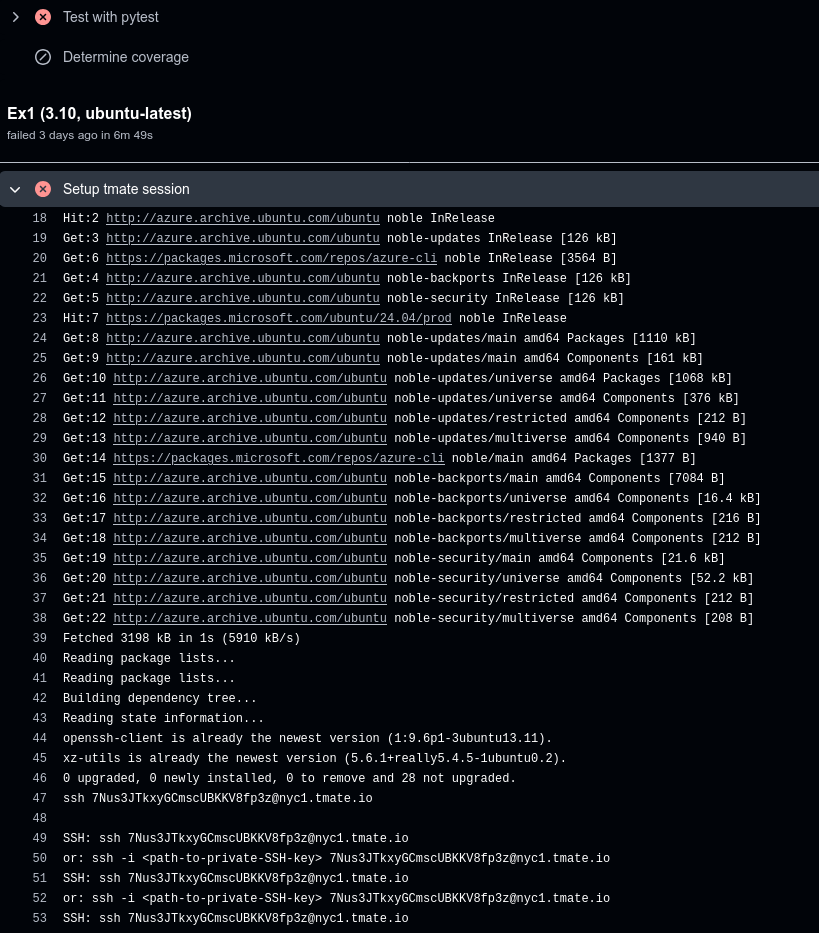 Test with pytest
Determine coverage
Ex1 (3.10, ubuntu-latest)
failed 3 days ago in 6m 49s
Setup tmate session
18 Hit:2 http://azure.archive.ubuntu.com/ubuntu noble InRelease
19 Get:3 http://azure.archive.ubuntu.com/ubuntu noble-updates InRelease [126 kB]
20 Get:6 https://packages.microsoft.com/repos/azure-cli noble InRelease [3564 B]
21 Get:4 http://azure.archive.ubuntu.com/ubuntu noble-backports InRelease [126 kB]
22 Get:5 http://azure.archive.ubuntu.com/ubuntu noble-security InRelease [126 kB]
23 Hit:7 https://packages.microsoft.com/ubuntu/24.04/prod noble InRelease
24 Get:8 http://azure.archive.ubuntu.com/ubuntu noble-updates/main amd64 Packages [1110 kB]
25 Get:9 http://azure.archive.ubuntu.com/ubuntu noble-updates/main amd64 Components [161 kB]
26 Get:10 http://azure.archive.ubuntu.com/ubuntu noble-updates/universe amd64 Packages [1068 kB]
27 Get:11 http://azure.archive.ubuntu.com/ubuntu noble-updates/universe amd64 Components [376 kB]
28 Get:12 http://azure.archive.ubuntu.com/ubuntu noble-updates/restricted amd64 Components [212 B]
29 Get:13 http://azure.archive.ubuntu.com/ubuntu noble-updates/multiverse amd64 Components [940 B]
30 Get:14 https://packages.microsoft.com/repos/azure-cli noble/main amd64 Packages [1377 B]
31 Get:15 http://azure.archive.ubuntu.com/ubuntu noble-backports/main amd64 Components [7084 B]
32 Get:16 http://azure.archive.ubuntu.com/ubuntu noble-backports/universe amd64 Components [16.4 kB]
33 Get:17 http://azure.archive.ubuntu.com/ubuntu noble-backports/restricted amd64 Components [216 B]
34 Get:18 http://azure.archive.ubuntu.com/ubuntu noble-backports/multiverse amd64 Components [212 B]
35 Get:19 http://azure.archive.ubuntu.com/ubuntu noble-security/main amd64 Components [21.6 kB]
36 Get:20 http://azure.archive.ubuntu.com/ubuntu noble-security/universe amd64 Components [52.2 kB]
37 Get:21 http://azure.archive.ubuntu.com/ubuntu noble-security/restricted amd64 Components [212 B]
38 Get:22 http://azure.archive.ubuntu.com/ubuntu noble-security/multiverse amd64 Components [208 B]
39 Fetched 3198 kB in 1s (5910 kB/s)
40 Reading package lists...
41 Reading package lists...
42 Building dependency tree...
43 Reading state information...
44 openssh-client is already the newest version (1:9.6p1-3ubuntu13.11).
45 xz-utils is already the newest version (5.6.1+really5.4.5-1ubuntu0.2).
46 0 upgraded, 0 newly installed, 0 to remove and 28 not upgraded.
47 ssh 7Nus3JTkxyGCmscUBKKV8fp3z@nyc1.tmate.io
48
49 SSH: ssh 7Nus3JTkxyGCmscUBKKV8fp3z@nyc1.tmate.io
50 or: ssh -i <path-to-private-SSH-key> 7Nus3JTkxyGCmscUBKKV8fp3z@nyc1.tmate.io
51 SSH: ssh 7Nus3JTkxyGCmscUBKKV8fp3z@nyc1.tmate.io
52 or: ssh -i <path-to-private-SSH-key> 7Nus3JTkxyGCmscUBKKV8fp3z@nyc1.tmate.io
53 SSH: ssh 7Nus3JTkxyGCmscUBKKV8fp3z@nyc1.tmate.io